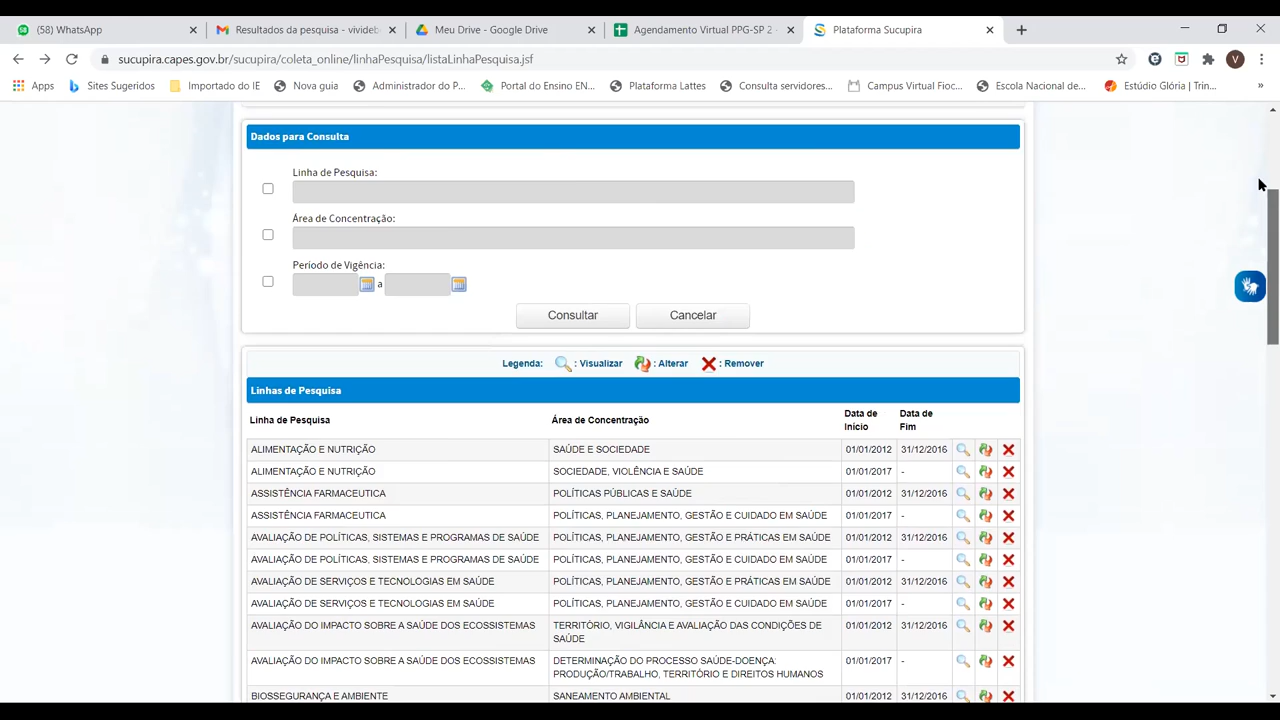 (58) WhatsApp
Resultados da pesquisa - vivideb
Meu Drive - Google Drive
Agendamento Virtual PPG-SP 2
Plataforma Sucupira
sucupira.capes.gov.br/sucupira/coleta_online/linhaPesquisa/listaLinhaPesquisa.jsf
V
Apps
Sites Sugeridos
Importado do IE
Nova guia
Administrador do P...
Portal do Ensino EN...
Plataforma Lattes
Consulta servidores...
Campus Virtual Fioc...
Escola Nacional de...
Estúdio Glória | Trin...
»
Dados para Consulta
Linha de Pesquisa:
Área de Concentração:
Período de Vigência:
a
Consultar Cancelar
Legenda: : Visualizar : Alterar : Remover
Linhas de Pesquisa
Linha de Pesquisa Área de Concentração Data de Início Data de Fim
ALIMENTAÇÃO E NUTRIÇÃO SAÚDE E SOCIEDADE 01/01/2012 31/12/2016
ALIMENTAÇÃO E NUTRIÇÃO SOCIEDADE, VIOLÊNCIA E SAÚDE 01/01/2017 -
ASSISTÊNCIA FARMACEUTICA POLÍTICAS PÚBLICAS E SAÚDE 01/01/2012 31/12/2016
ASSISTÊNCIA FARMACEUTICA POLÍTICAS, PLANEJAMENTO, GESTÃO E CUIDADO EM SAÚDE 01/01/2017 -
AVALIAÇÃO DE POLÍTICAS, SISTEMAS E PROGRAMAS DE SAÚDE POLÍTICAS, PLANEJAMENTO, GESTÃO E PRÁTICAS EM SAÚDE 01/01/2012 31/12/2016
AVALIAÇÃO DE POLÍTICAS, SISTEMAS E PROGRAMAS DE SAÚDE POLÍTICAS, PLANEJAMENTO, GESTÃO E CUIDADO EM SAÚDE 01/01/2017 -
AVALIAÇÃO DE SERVIÇOS E TECNOLOGIAS EM SAÚDE POLÍTICAS, PLANEJAMENTO, GESTÃO E PRÁTICAS EM SAÚDE 01/01/2012 31/12/2016
AVALIAÇÃO DE SERVIÇOS E TECNOLOGIAS EM SAÚDE POLÍTICAS, PLANEJAMENTO, GESTÃO E CUIDADO EM SAÚDE 01/01/2017 -
AVALIAÇÃO DO IMPACTO SOBRE A SAÚDE DOS ECOSSISTEMAS TERRITÓRIO, VIGILÂNCIA E AVALIAÇÃO DAS CONDIÇÕES DE SAÚDE 01/01/2012 31/12/2016
AVALIAÇÃO DO IMPACTO SOBRE A SAÚDE DOS ECOSSISTEMAS DETERMINAÇÃO DO PROCESSO SAÚDE-DOENÇA: PRODUÇÃO/TRABALHO, TERRITÓRIO E DIREITOS HUMANOS 01/01/2017 -
BIOSSEGURANÇA E AMBIENTE SANEAMENTO AMBIENTAL 01/01/2012 31/12/2016